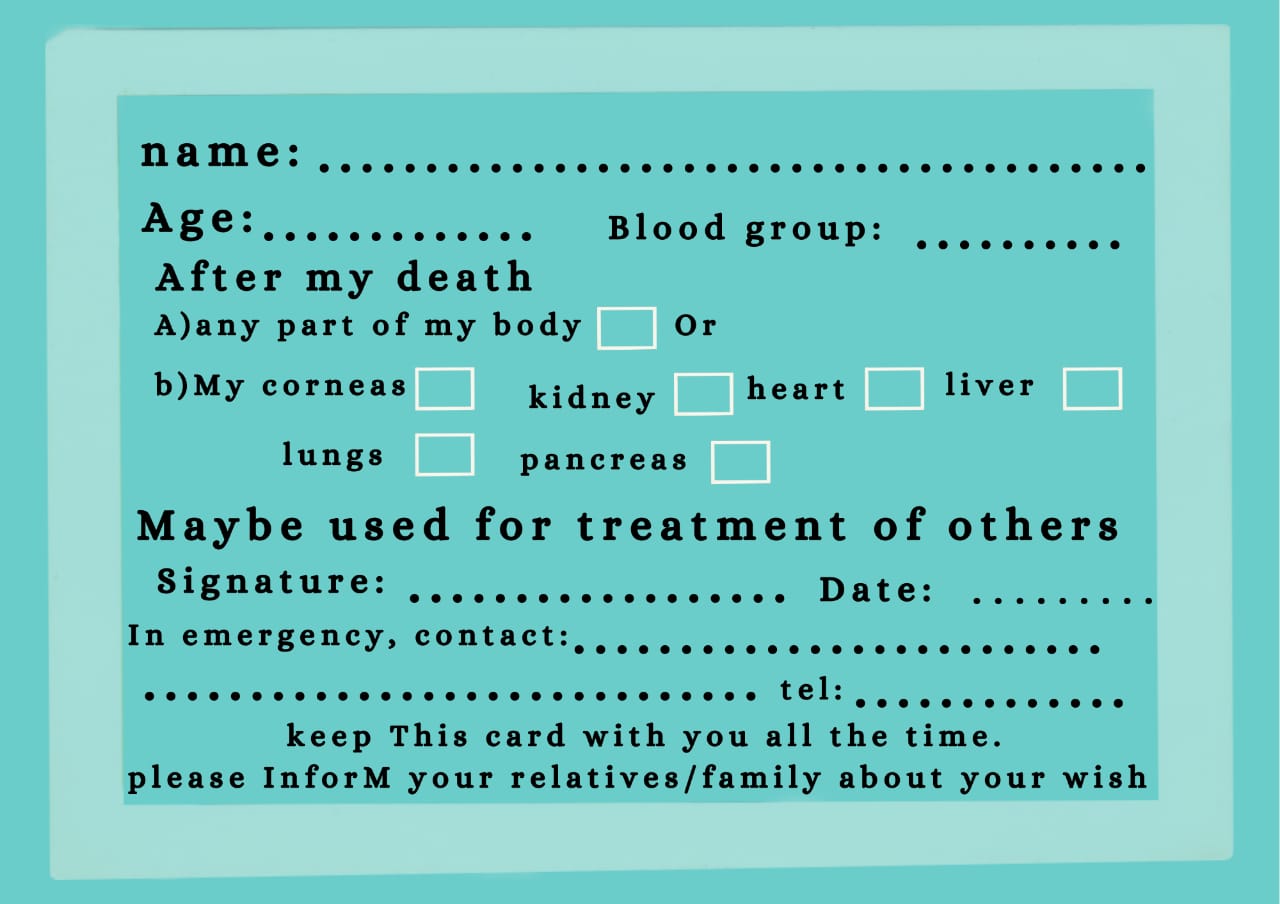 name: .......................................
Age:............. Blood group: ..........
After my death
A)any part of my body Or
b)My corneas kidney heart liver
lungs pancreas
Maybe used for treatment of others
Signature: .................. Date: .........
In emergency, contact:.........................
............................. tel:.............
keep This card with you all the time.
please InforM your relatives/family about your wish